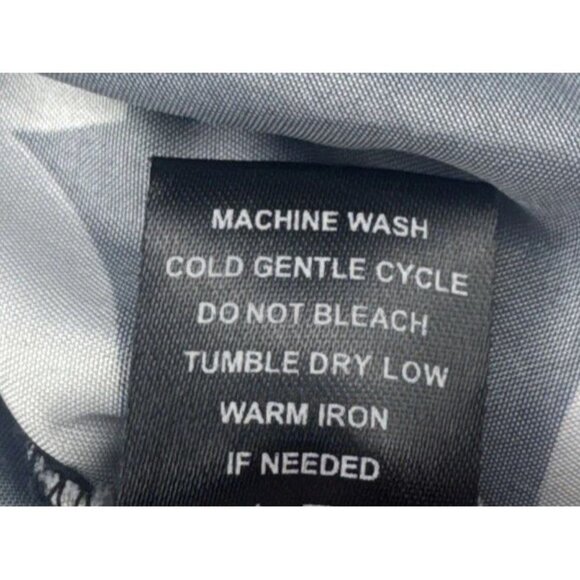 MACHINE WASH
COLD GENTLE CYCLE
DO NOT BLEACH
TUMBLE DRY LOW
WARM IRON
IF NEEDED